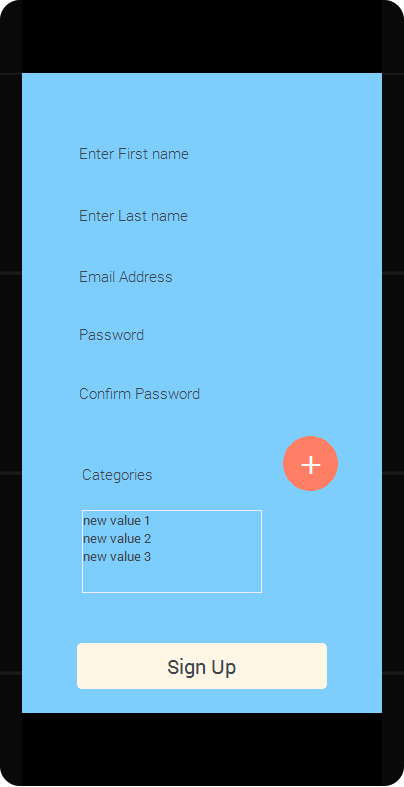 Enter First name
Enter Last name
Email Address
Password
Confirm Password
+
Categories
new value 1
new value 2
new value 3
Sign Up